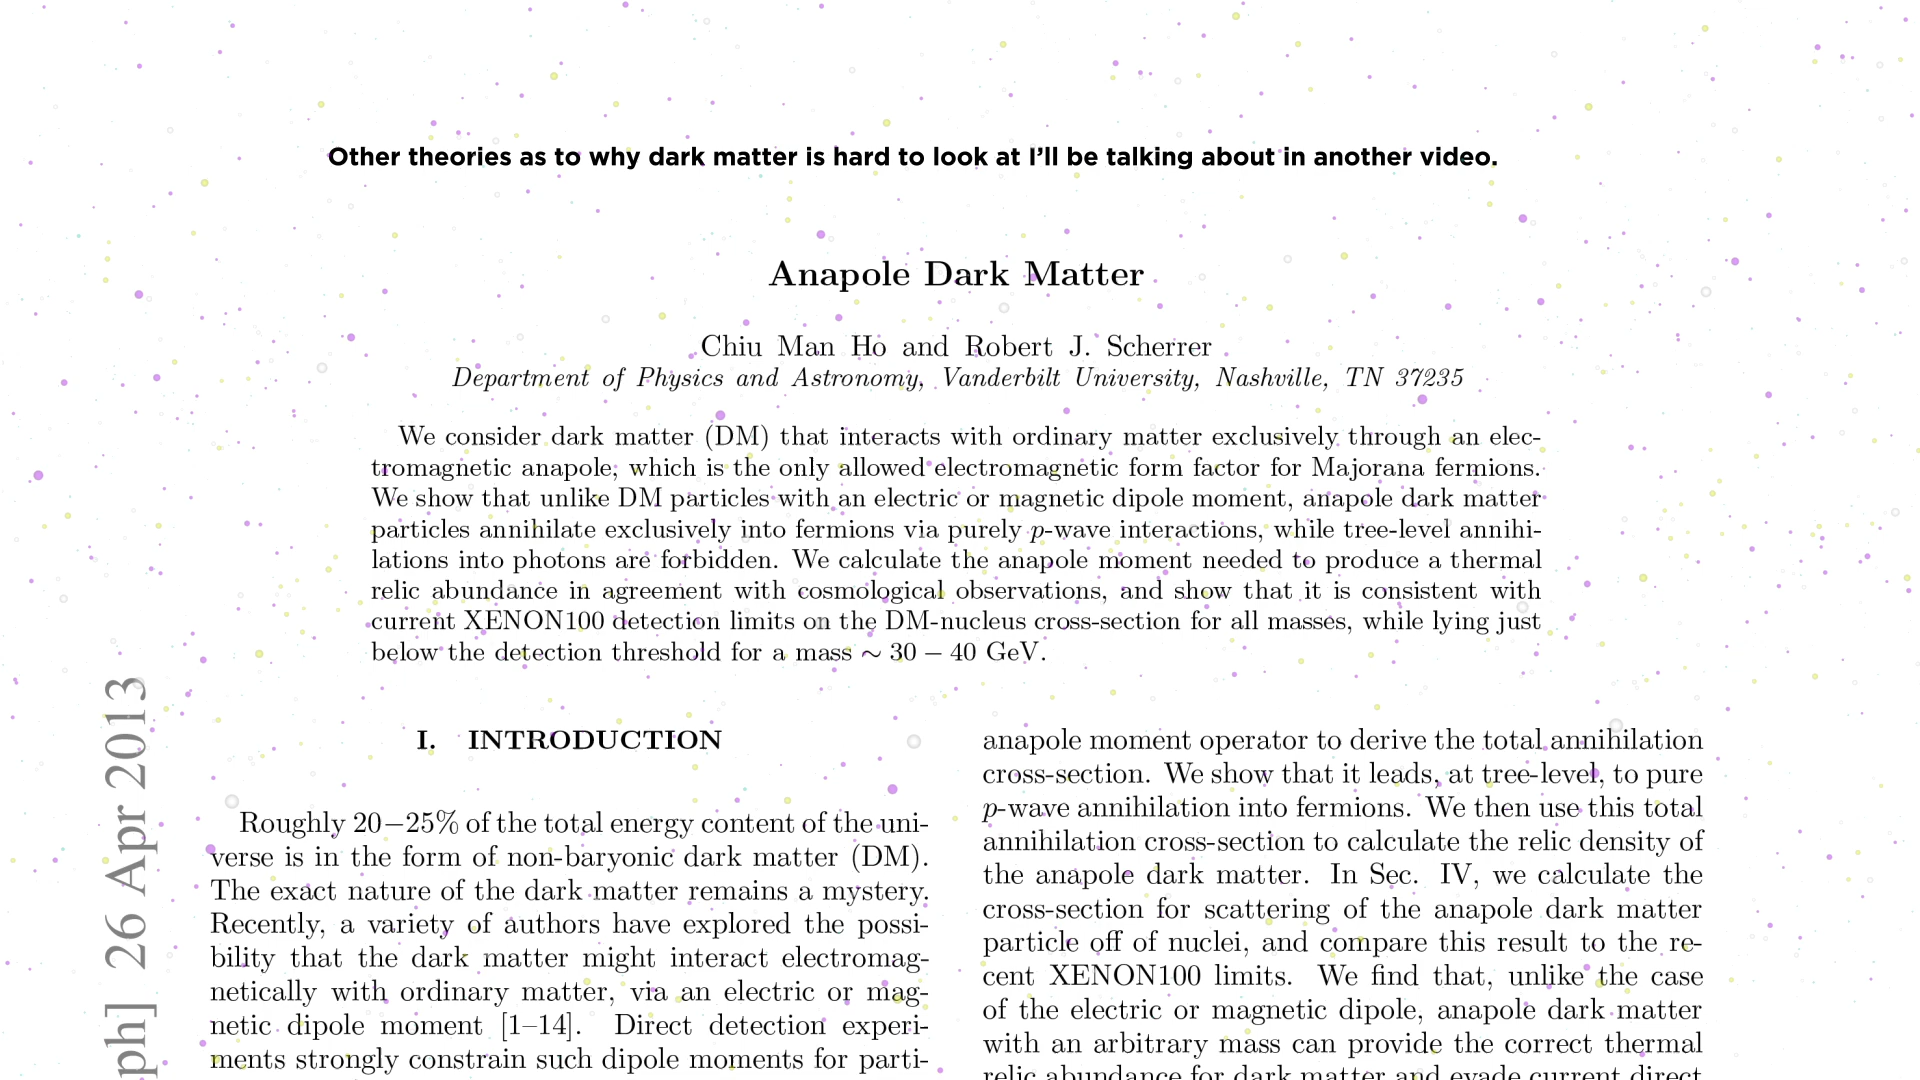 Other theories as to why dark matter is hard to look at I’ll be talking about in another video.
Anapole Dark Matter
Chiu Man Ho and Robert J. Scherrer
Department of Physics and Astronomy, Vanderbilt University, Nashville, TN 37235
We consider dark matter (DM) that interacts with ordinary matter exclusively through an elec-
tromagnetic anapole, which is the only allowed electromagnetic form factor for Majorana fermions.
We show that unlike DM particles with an electric or magnetic dipole moment, anapole dark matter
particles annihilate exclusively into fermions via purely p-wave interactions, while tree-level annihi-
lations into photons are forbidden. We calculate the anapole moment needed to produce a thermal
relic abundance in agreement with cosmological observations, and show that it is consistent with
current XENON100 detection limits on the DM-nucleus cross-section for all masses, while lying just
below the detection threshold for a mass ∼ 30 − 40 GeV.
ph] 26 Apr 2013
I. INTRODUCTION
Roughly 20−25% of the total energy content of the uni-
verse is in the form of non-baryonic dark matter (DM).
The exact nature of the dark matter remains a mystery.
Recently, a variety of authors have explored the possi-
bility that the dark matter might interact electromag-
netically with ordinary matter, via an electric or mag-
netic dipole moment [1–14]. Direct detection experi-
ments strongly constrain such dipole moments for parti-
anapole moment operator to derive the total annihilation
cross-section. We show that it leads, at tree-level, to pure
p-wave annihilation into fermions. We then use this total
annihilation cross-section to calculate the relic density of
the anapole dark matter. In Sec. IV, we calculate the
cross-section for scattering of the anapole dark matter
particle off of nuclei, and compare this result to the re-
cent XENON100 limits. We find that, unlike the case
of the electric or magnetic dipole, anapole dark matter
with an arbitrary mass can provide the correct thermal
relic abundance for dark matter and evade current direct